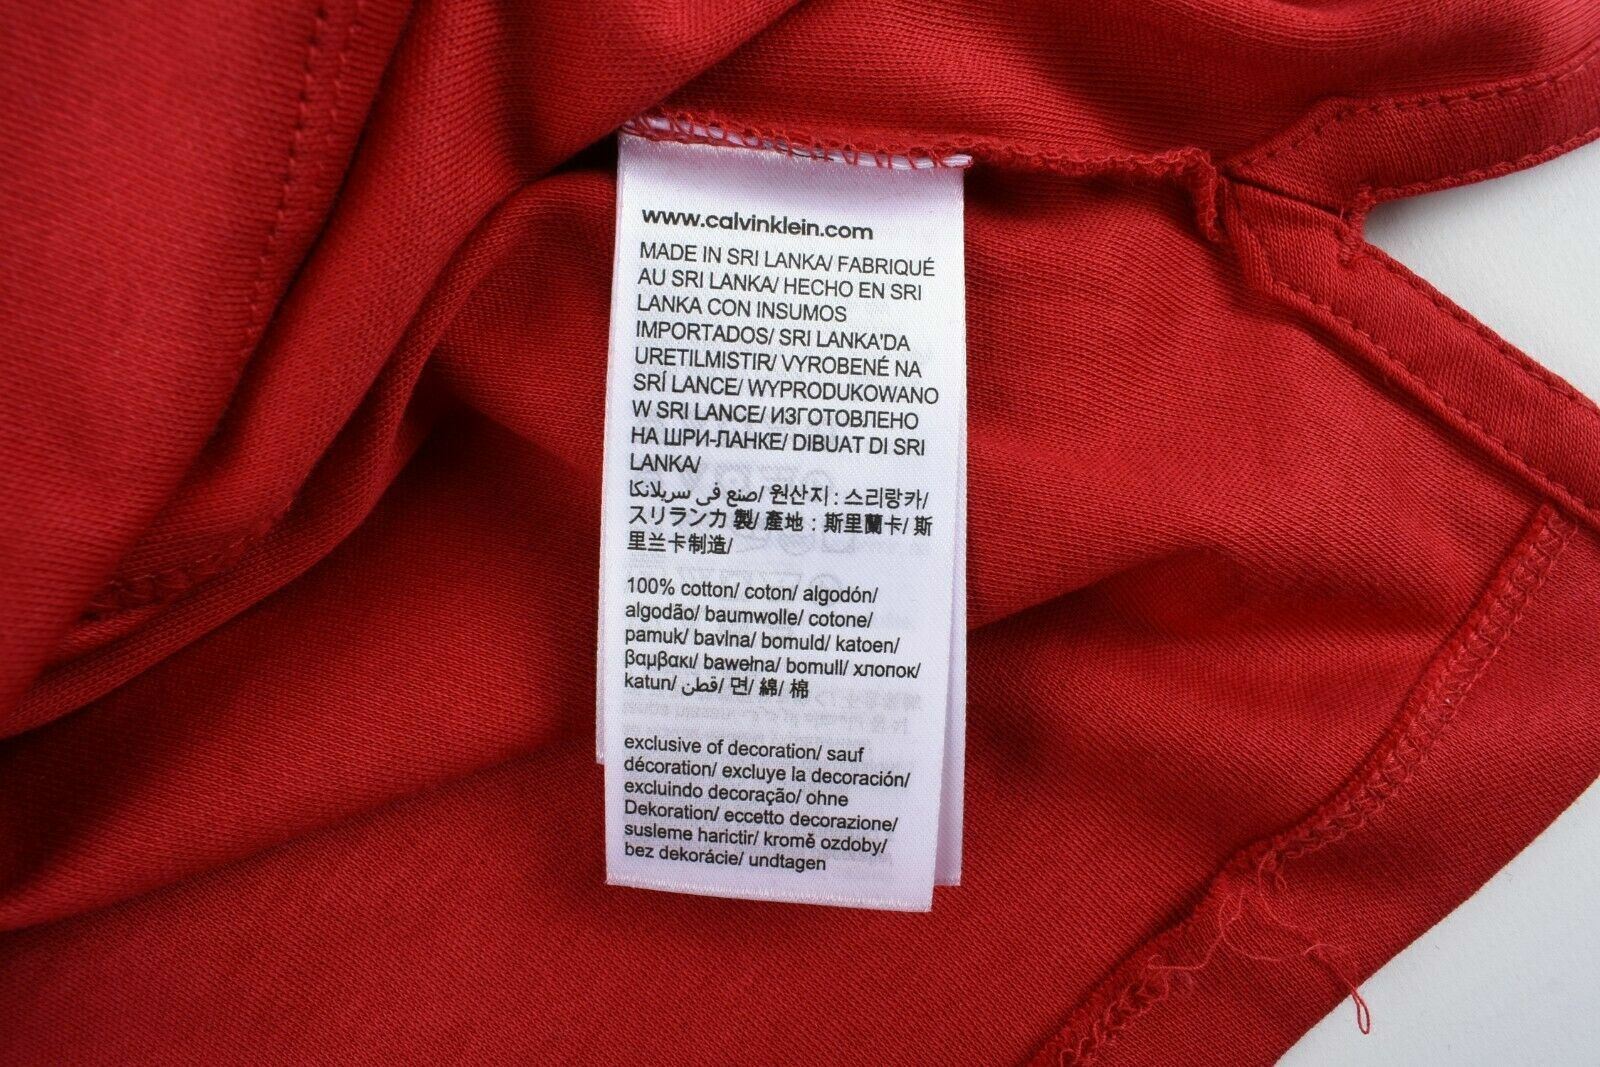 www.calvinklein.com
MADE IN SRI LANKA/ FABRIQUÉ
AU SRI LANKA/ HECHO EN SRI
LANKA CON INSUMOS
IMPORTADOS/ SRI LANKA'DA
URETILMISTIR/ VYROBENÉ NA
SRÍ LANCE/ WYPRODUKOWANO
W SRI LANCE/ ИЗГОТОВЛЕНО
НА ШРИ-ЛАНКЕ/ DIBUAT DI SRI
LANKA/
صنع في سريلانكا/ 원산지 : 스리랑카/
スリランカ 製/ 產地 : 斯里蘭卡/ 斯
里兰卡制造/
100% cotton/ coton/ algodón/
algodão/ baumwolle/ cotone/
pamuk/ bavlna/ bomuld/ katoen/
βαμβακι/ bawełna/ bomull/ хлопок/
katun/ قطن/ 면/ 綿/ 棉
exclusive of decoration/ sauf
décoration/ excluye la decoración/
excluindo decoração/ ohne
Dekoration/ eccetto decorazione/
susleme harictir/ kromě ozdoby/
bez dekorácie/ undtagen